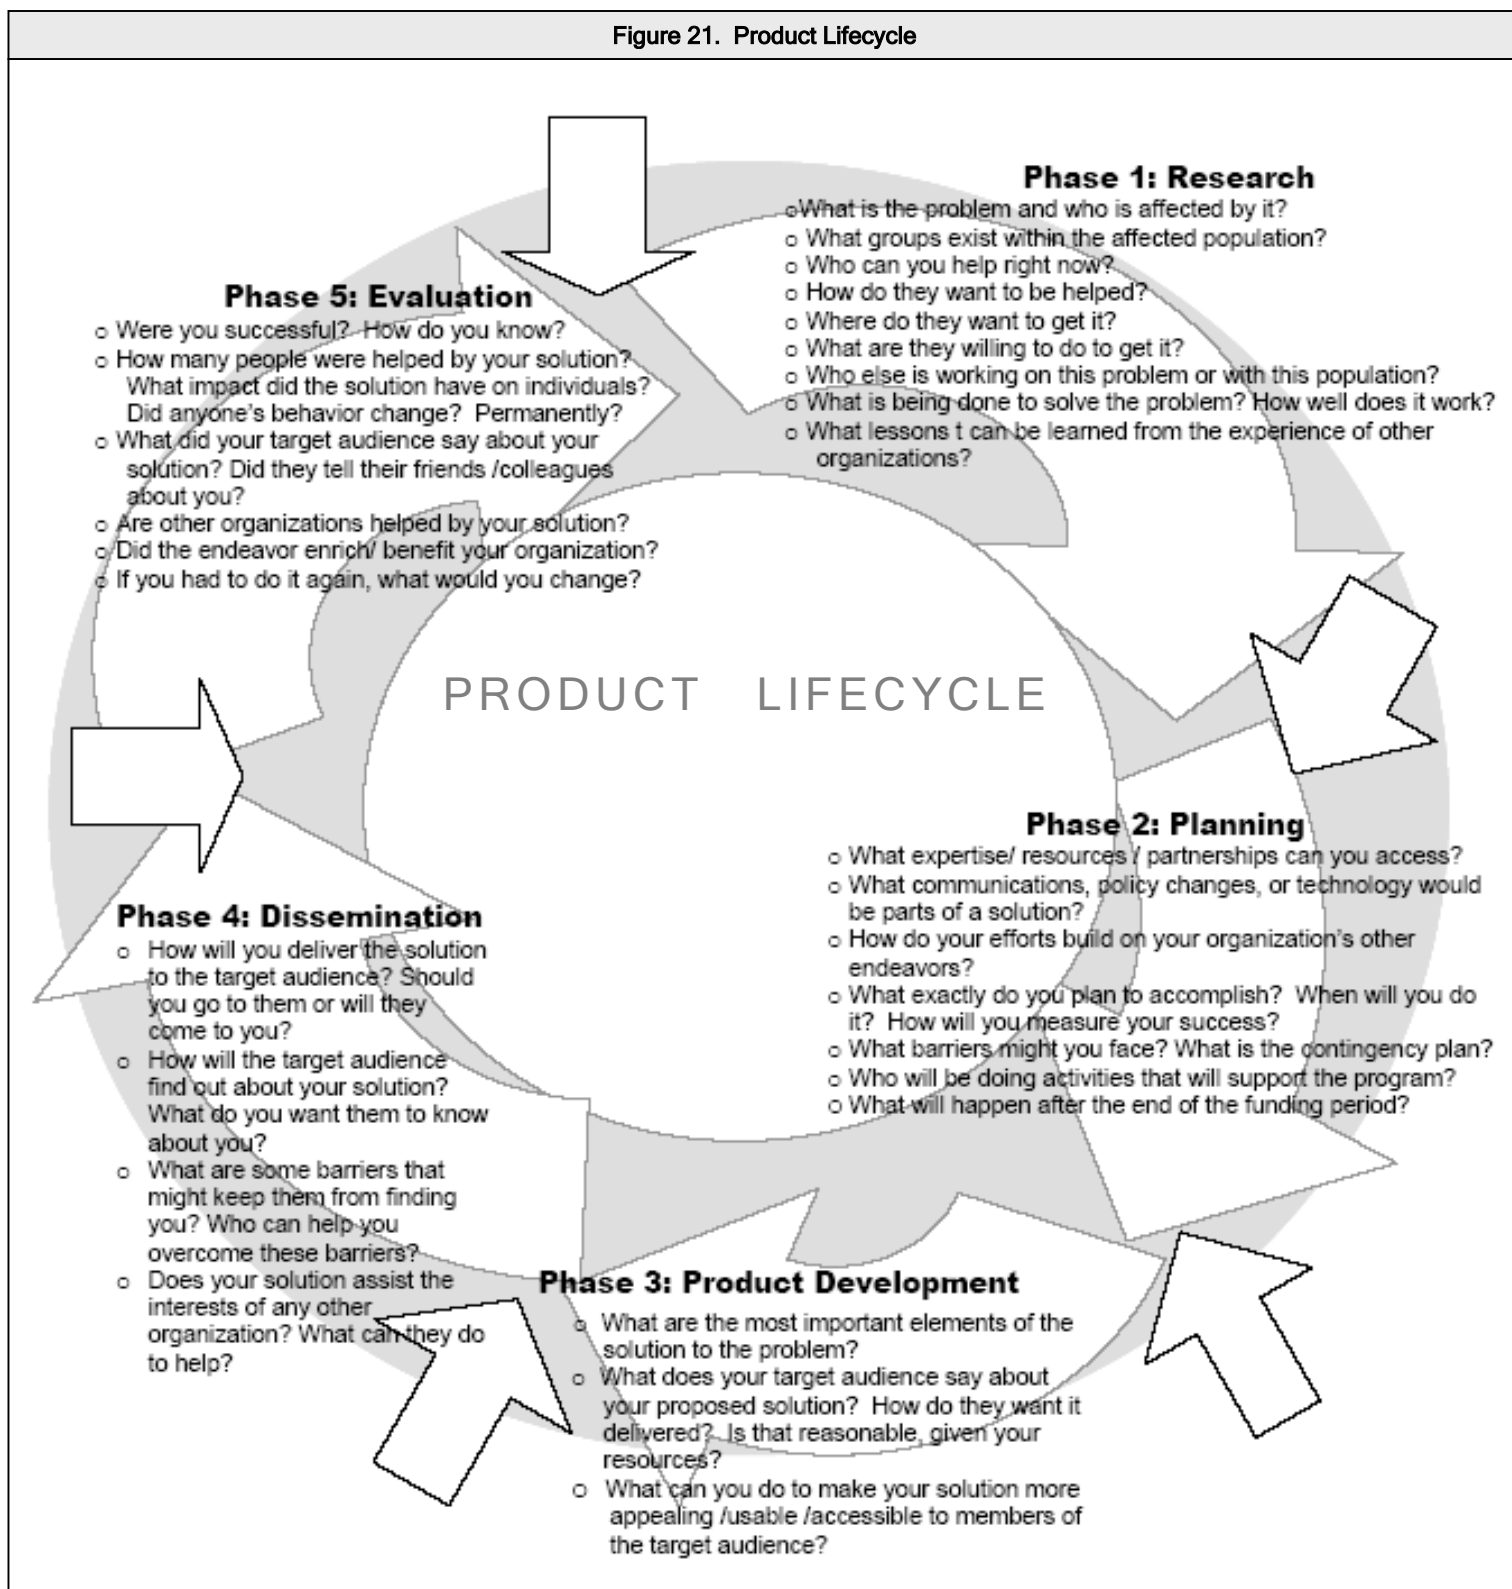 Figure 21. Product Lifecycle
Phase 1: Research
o What is the problem and who is affected by it?
o What groups exist within the affected population?
o Who can you help right now?
o How do they want to be helped?
o Where do they want to get it?
o What are they willing to do to get it?
o Who else is working on this problem or with this population?
o What is being done to solve the problem? How well does it work?
o What lessons t can be learned from the experience of other
organizations?
Phase 5: Evaluation
o Were you successful? How do you know?
o How many people were helped by your solution?
What impact did the solution have on individuals?
Did anyone's behavior change? Permanently?
o What did your target audience say about your
solution? Did they tell their friends /colleagues
about you?
o Are other organizations helped by your solution?
o Did the endeavor enrich/ benefit your organization?
o If you had to do it again, what would you change?
PRODUCT LIFECYCLE
Phase 2: Planning
o What expertise/ resources / partnerships can you access?
o What communications, policy changes, or technology would
be parts of a solution?
o How do your efforts build on your organization's other
endeavors?
o What exactly do you plan to accomplish? When will you do
it? How will you measure your success?
o What barriers might you face? What is the contingency plan?
o Who will be doing activities that will support the program?
o What will happen after the end of the funding period?
Phase 4: Dissemination
o How will you deliver the solution
to the target audience? Should
you go to them or will they
come to you?
o How will the target audience
find out about your solution?
What do you want them to know
about you?
o What are some barriers that
might keep them from finding
you? Who can help you
overcome these barriers?
o Does your solution assist the
interests of any other
organization? What can they do
to help?
Phase 3: Product Development
o What are the most important elements of the
solution to the problem?
o What does your target audience say about
your proposed solution? How do they want it
delivered? Is that reasonable, given your
resources?
o What can you do to make your solution more
appealing /usable /accessible to members of
the target audience?